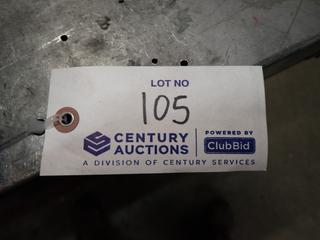 LOT NO
105
CENTURY AUCTIONS
POWERED BY
ClubBid
A DIVISION OF CENTURY SERVICES